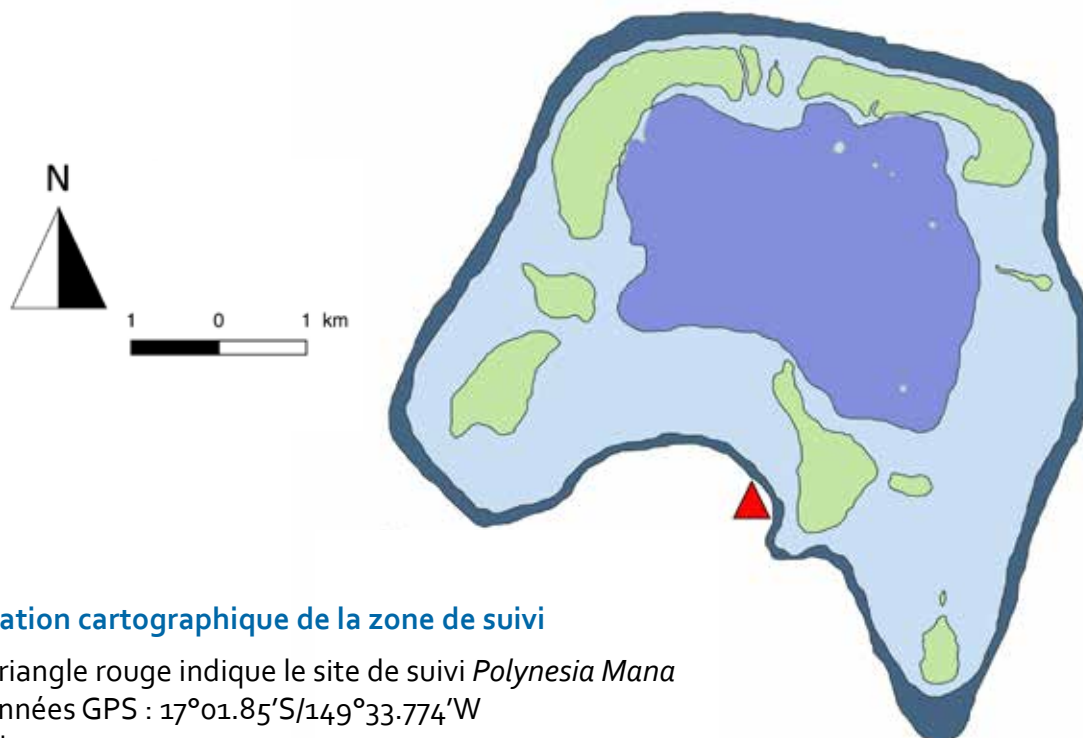 N
1 0 1 km
ation cartographique de la zone de suivi
riangle rouge indique le site de suivi Polynesia Mana
nnées GPS : 17°01.85’S/149°33.774’W